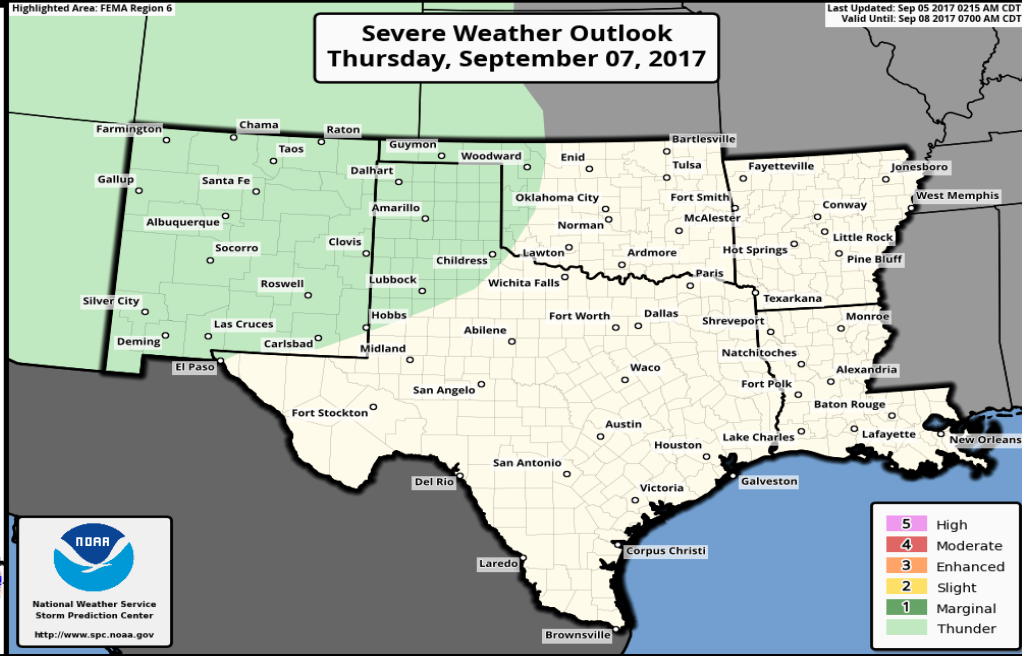 Highlighted Area: FEMA Region 6
Last Updated: Sep 05 2017 0215 AM CDT
Valid Until: Sep 08 2017 0700 AM CDT
Severe Weather Outlook
Thursday, September 07, 2017
Farmington
Chama
Raton
Guymon
Bartlesville
Taos
Dalhart
Woodward
Enid
Tulsa
Fayetteville
Jonesboro
Gallup
Santa Fe
Amarillo
Oklahoma City
Fort Smith
West Memphis
Albuquerque
Norman
McAlester
Conway
Socorro
Clovis
Childress
Lawton
Ardmore
Hot Springs
Little Rock
Pine Bluff
Roswell
Lubbock
Wichita Falls
Paris
Texarkana
Silver City
Las Cruces
Hobbs
Fort Worth
Dallas
Shreveport
Monroe
Deming
Carlsbad
Midland
Abilene
Natchitoches
El Paso
San Angelo
Waco
Fort Polk
Alexandria
Fort Stockton
Austin
Baton Rouge
Houston
Lake Charles
Lafayette
New Orleans
Del Rio
San Antonio
Victoria
Galveston
Laredo
Corpus Christi
Brownsville
NOAA
National Weather Service
Storm Prediction Center
http://www.spc.noaa.gov
5 High
4 Moderate
3 Enhanced
2 Slight
1 Marginal
Thunder